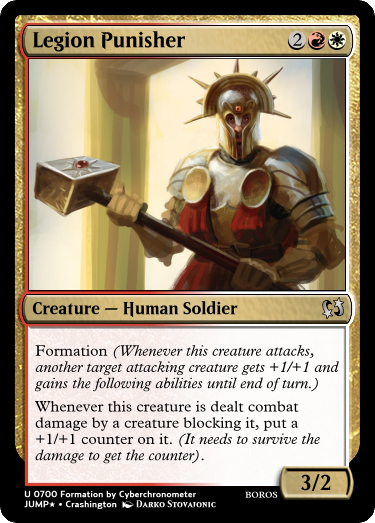 Legion Punisher 2
Creature — Human Soldier
Formation (Whenever this creature attacks,
another target attacking creature gets +1/+1 and
gains the following abilities until end of turn.)
Whenever this creature is dealt combat
damage by a creature blocking it, put a
+1/+1 counter on it. (It needs to survive the
damage to get the counter).
3/2
U 0700 Formation by Cyberchronometer BOROS
JUMP★ • Crashington DARKO STOVAJONIC